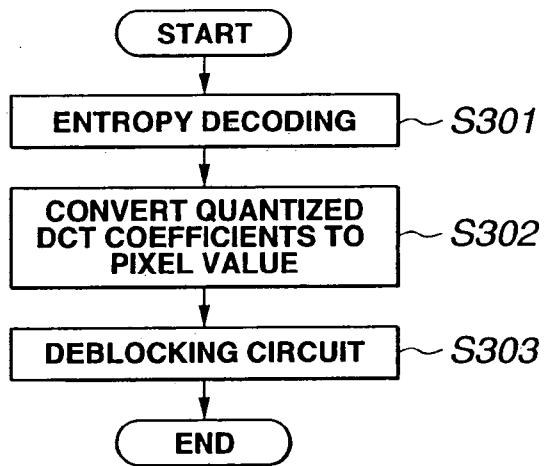 START
ENTROPY DECODING
S301
CONVERT QUANTIZED
DCT COEFFICIENTS TO
PIXEL VALUE
S302
DEBLOCKING CIRCUIT
S303
END